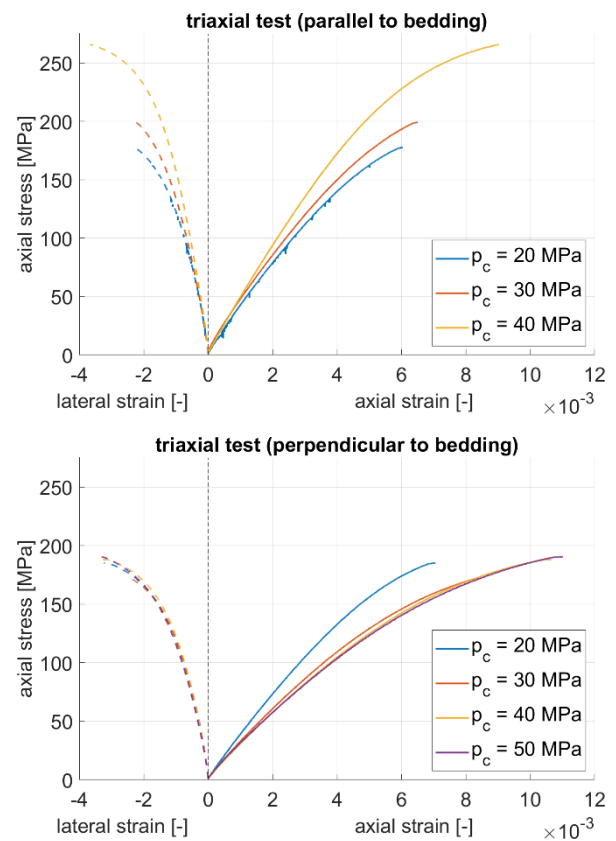 triaxial test (parallel to bedding)
axial stress [MPa]
250
200
150
100
50
0
p_c = 20 MPa
p_c = 30 MPa
p_c = 40 MPa
-4 -2 0 2 4 6 8 10 12
lateral strain [-] axial strain [-] ×10^-3
triaxial test (perpendicular to bedding)
axial stress [MPa]
250
200
150
100
50
0
p_c = 20 MPa
p_c = 30 MPa
p_c = 40 MPa
p_c = 50 MPa
-4 -2 0 2 4 6 8 10 12
lateral strain [-] axial strain [-] ×10^-3